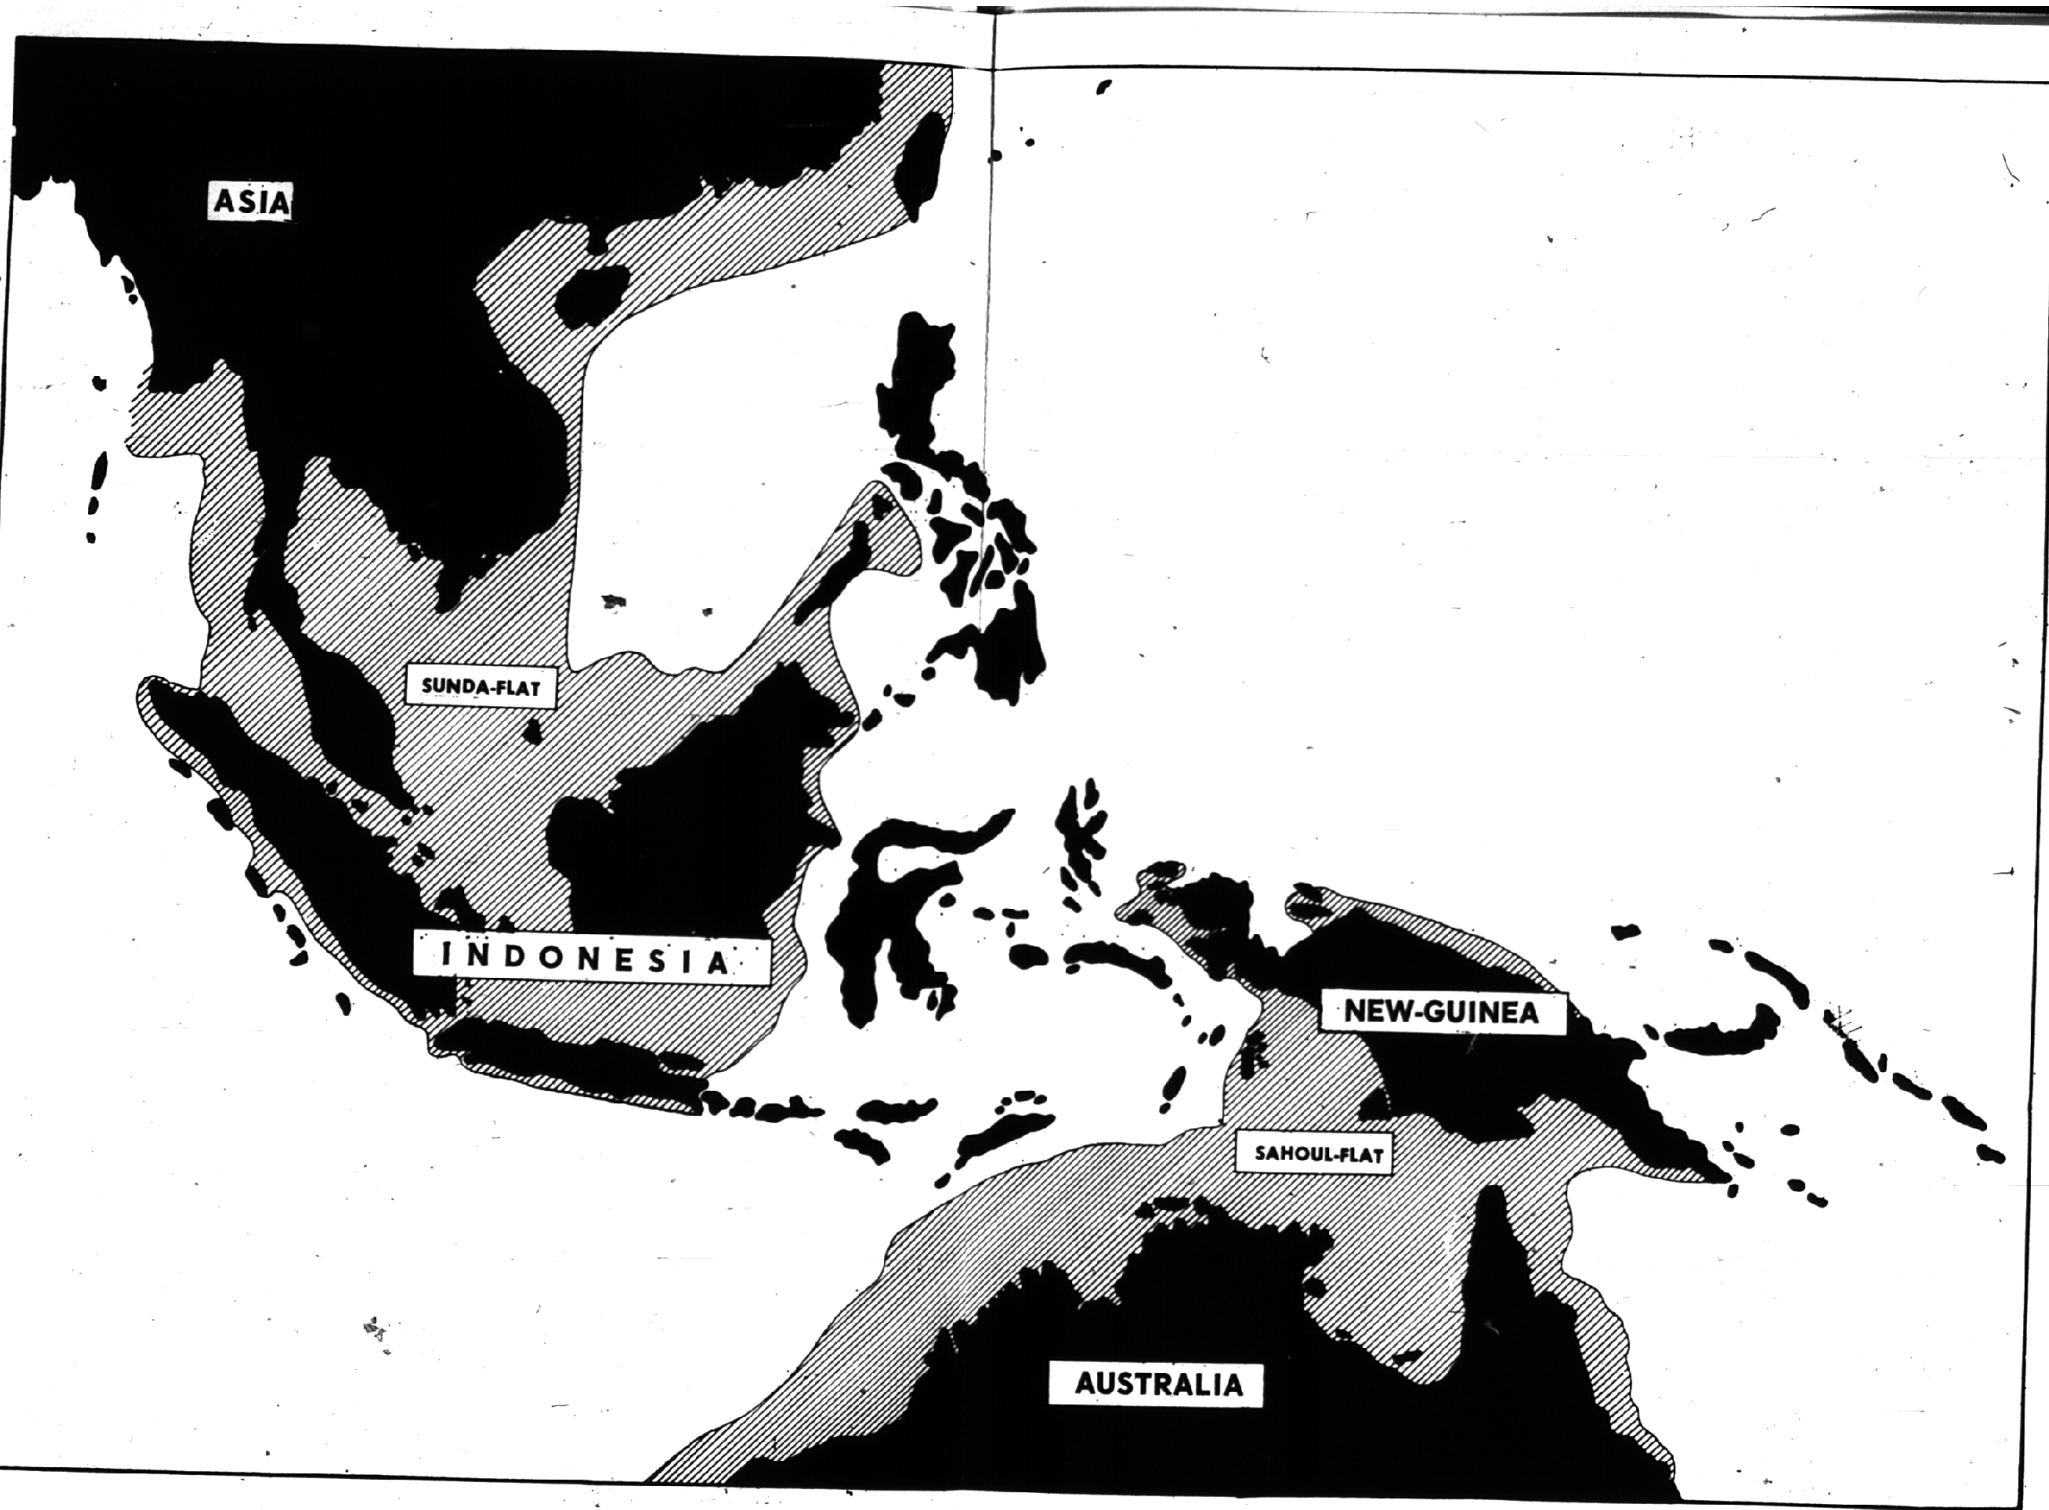 ASIA
SUNDA-FLAT
INDONESIA
NEW-GUINEA
SAHOUL-FLAT
AUSTRALIA